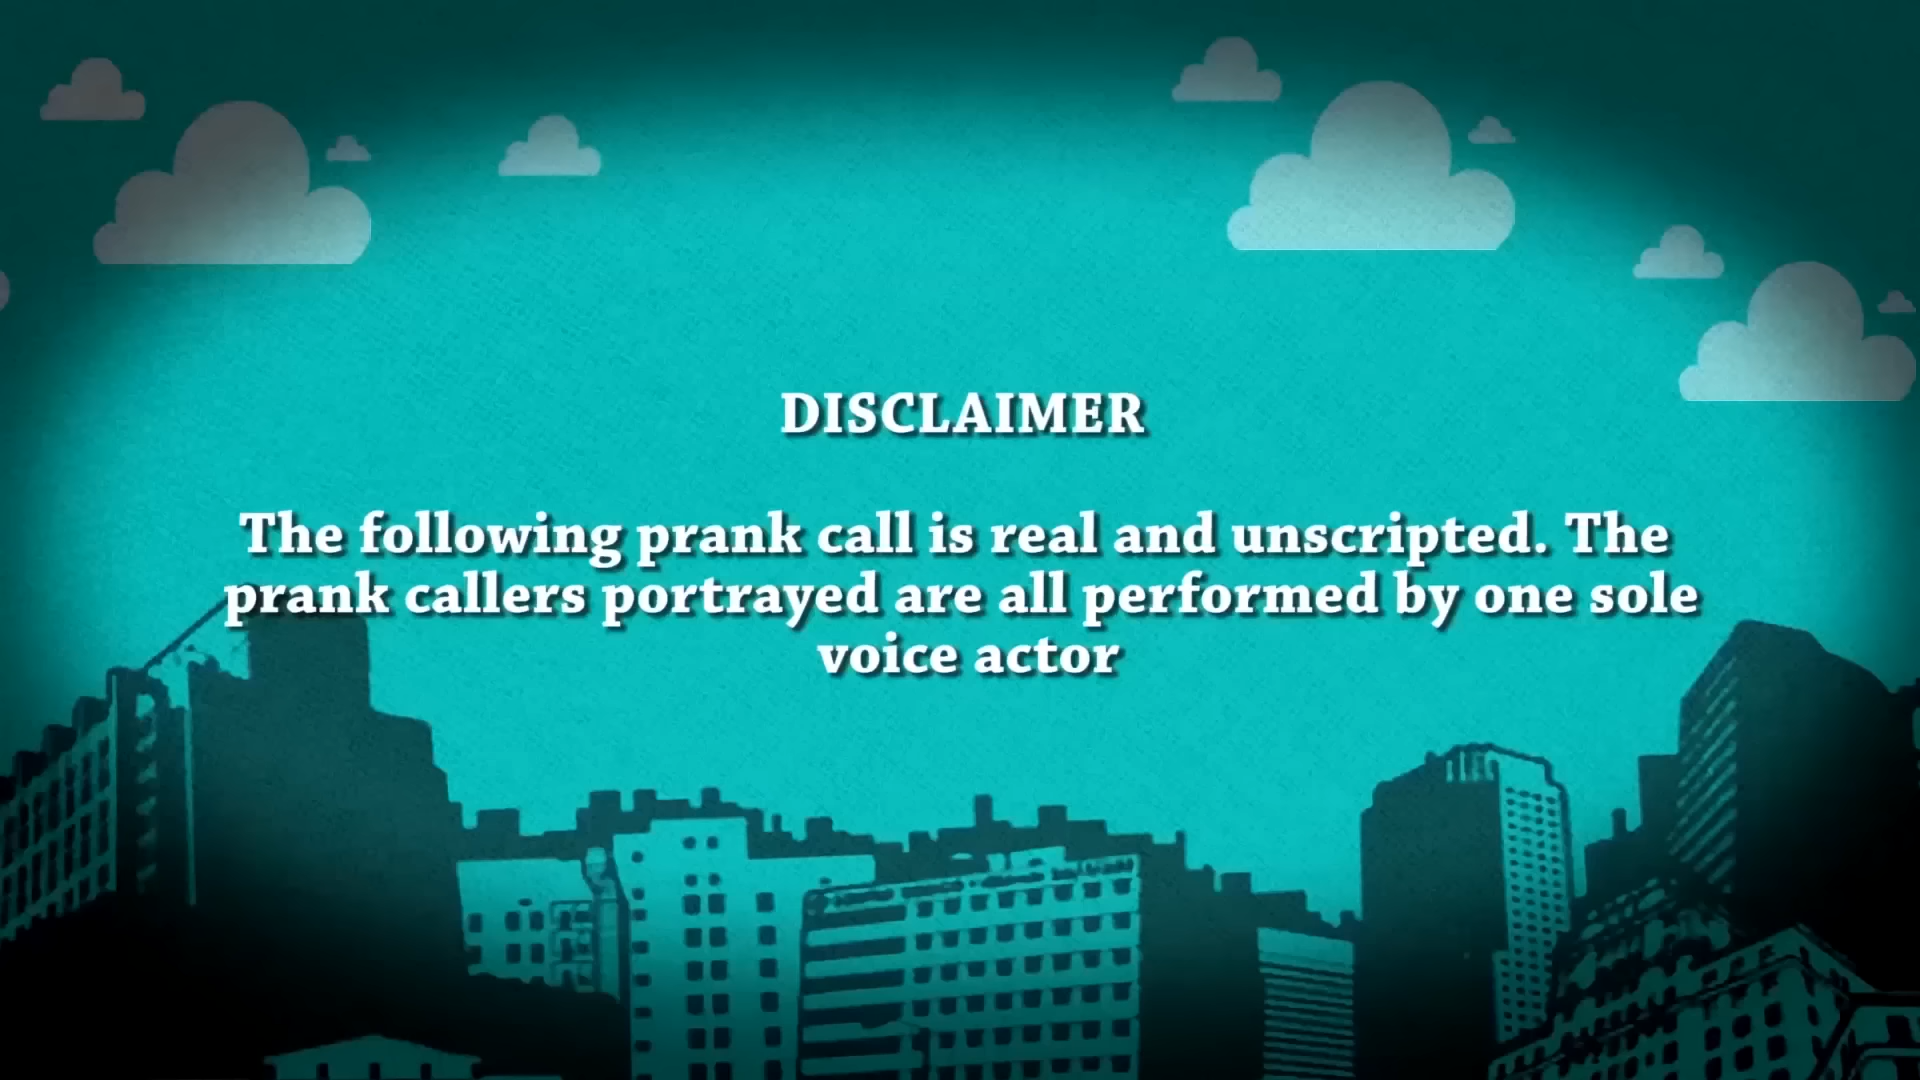 DISCLAIMER
The following prank call is real and unscripted. The
prank callers portrayed are all performed by one sole
voice actor